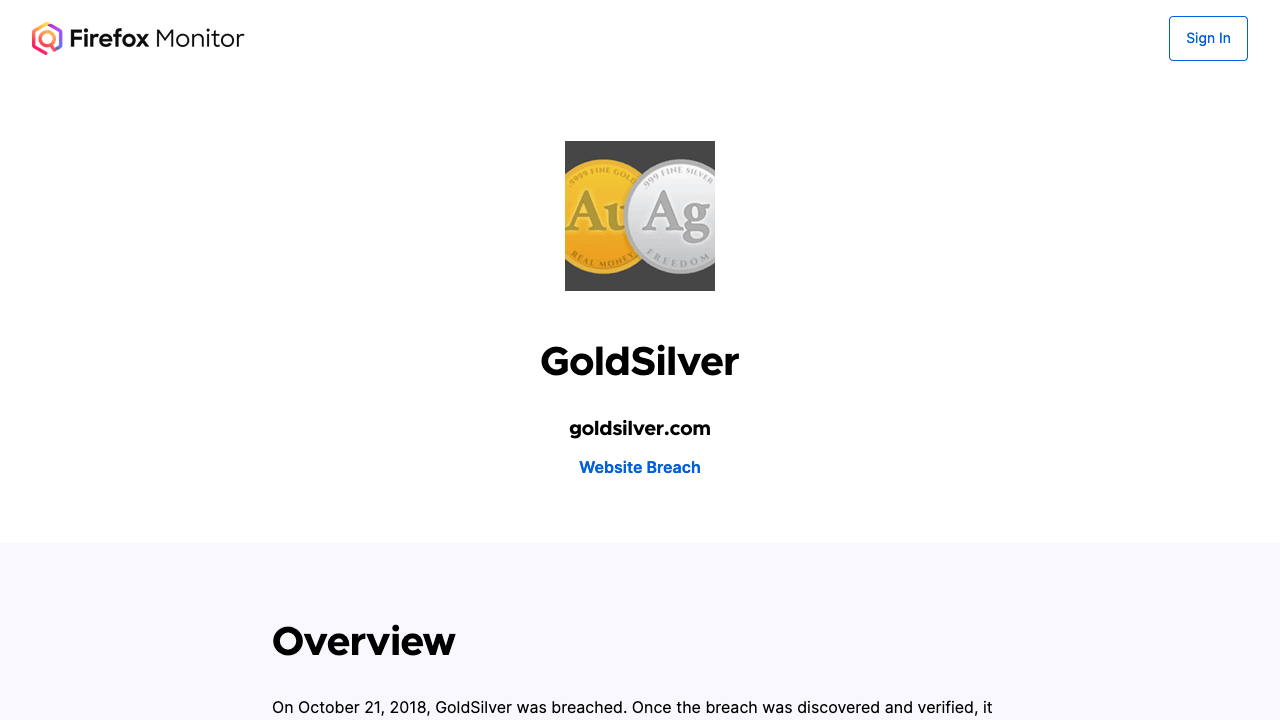 Firefox Monitor
Sign In
.9999 FINE GOLD
.999 FINE SILVER
Au
Ag
REAL MONEY
FREEDOM
GoldSilver
goldsilver.com
Website Breach
Overview
On October 21, 2018, GoldSilver was breached. Once the breach was discovered and verified, it